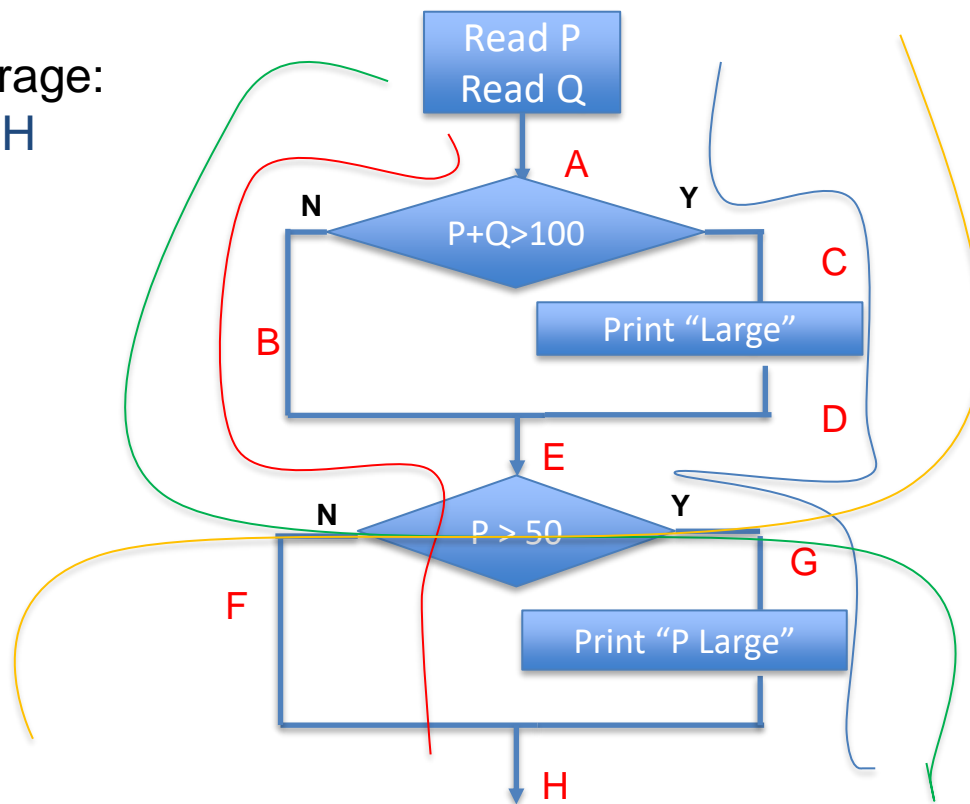 rage:
H
Read P
Read Q
A
N
Y
P+Q>100
C
Print “Large”
B
D
E
N
Y
P > 50
G
F
Print “P Large”
H